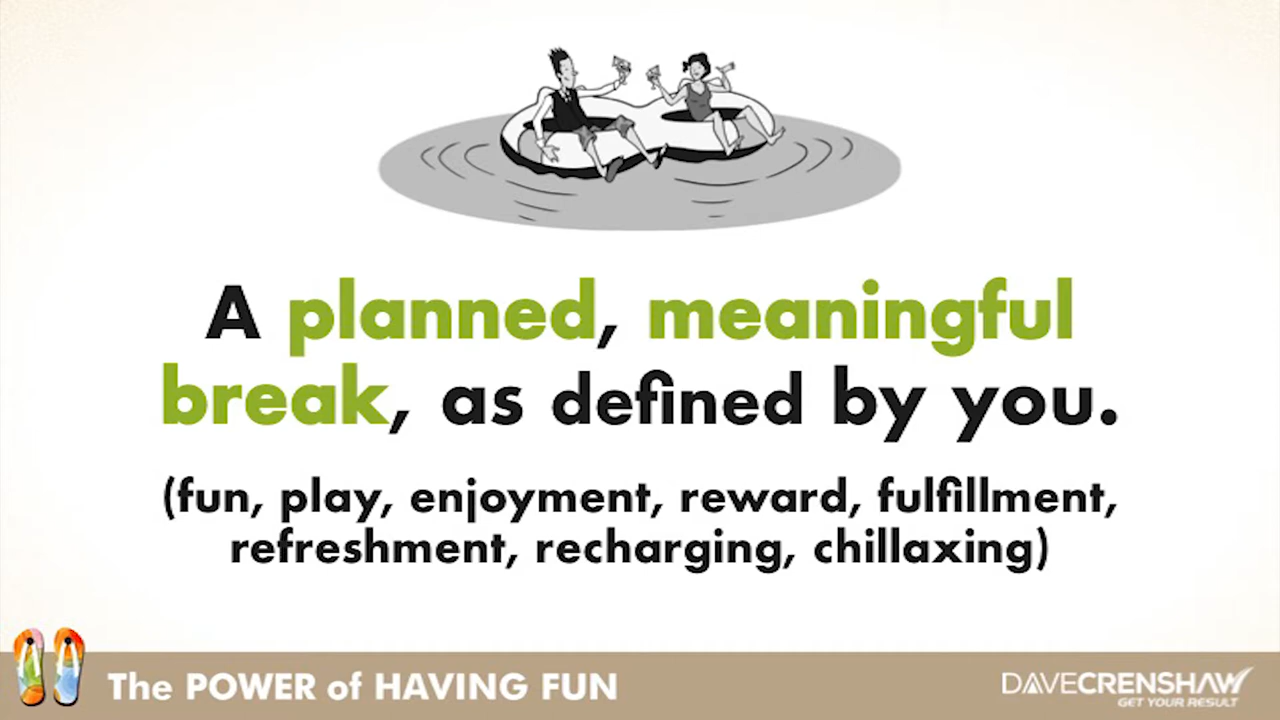 A planned, meaningful
break, as defined by you.
(fun, play, enjoyment, reward, fulfillment,
refreshment, recharging, chillaxing)
The POWER of HAVING FUN
DAVECRENSHAW
GET YOUR RESULT